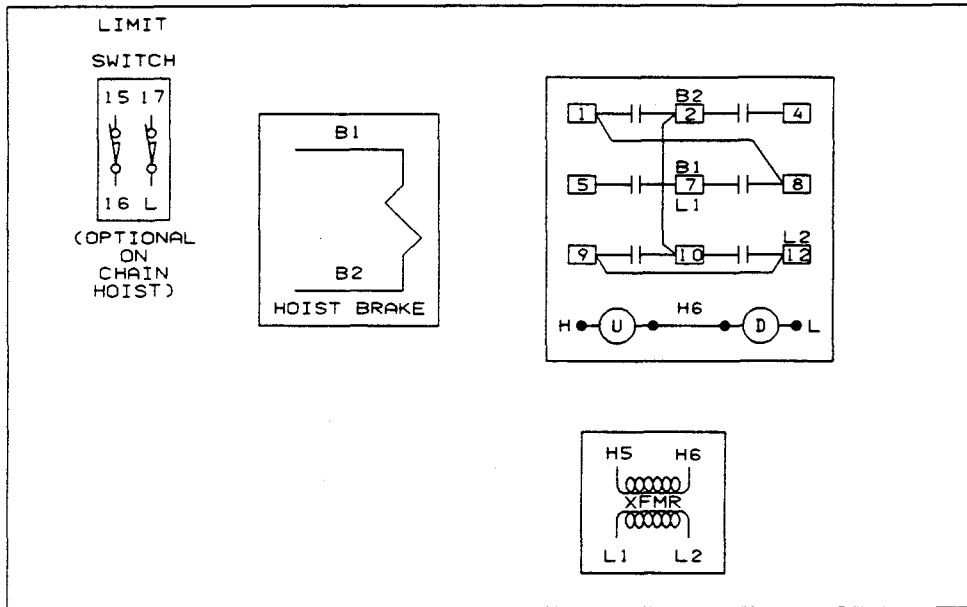 LIMIT
SWITCH
15 17
16 L
(OPTIONAL
ON
CHAIN
HOIST)
B1
B2
HOIST BRAKE
B2
1 2 4
B1
5 7 8
L1
L2
9 10 12
H6
H U D L
H5 H6
XFMR
L1 L2